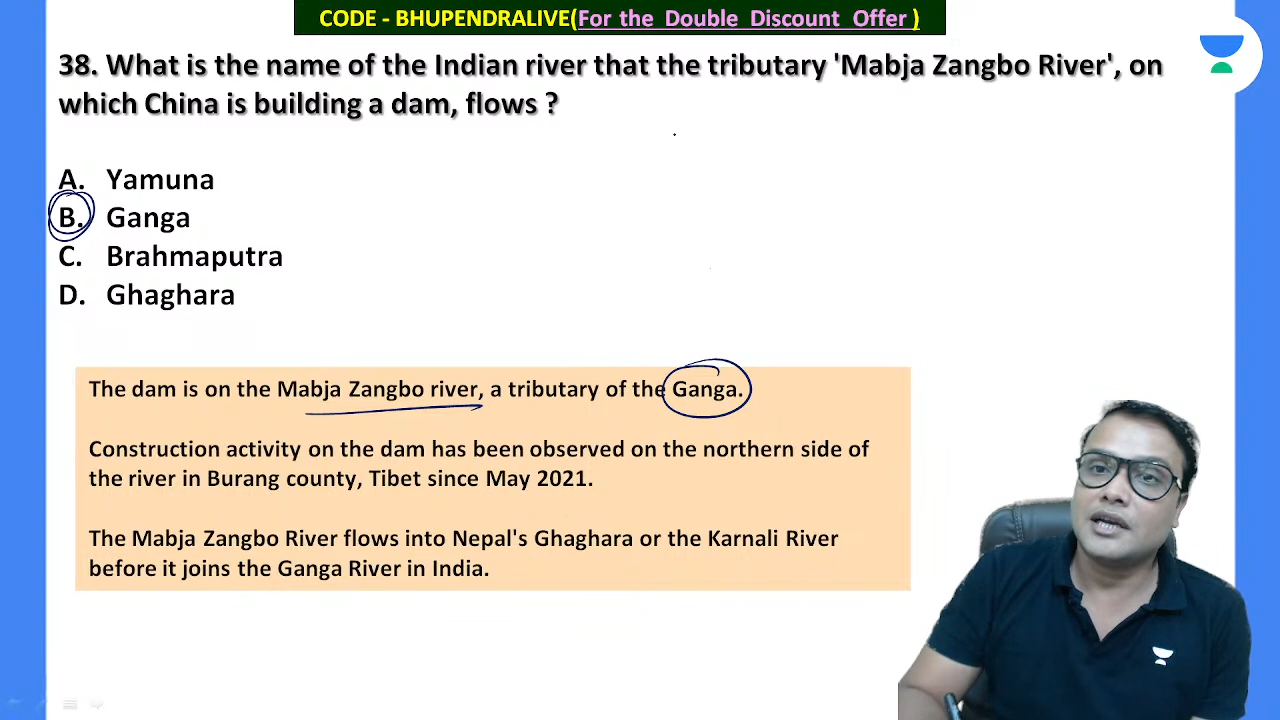 CODE - BHUPENDRALIVE(For the Double Discount Offer )
38. What is the name of the Indian river that the tributary 'Mabja Zangbo River', on
which China is building a dam, flows ?
A. Yamuna
B. Ganga
C. Brahmaputra
D. Ghaghara
The dam is on the Mabja Zangbo river, a tributary of the Ganga.
Construction activity on the dam has been observed on the northern side of
the river in Burang county, Tibet since May 2021.
The Mabja Zangbo River flows into Nepal's Ghaghara or the Karnali River
before it joins the Ganga River in India.